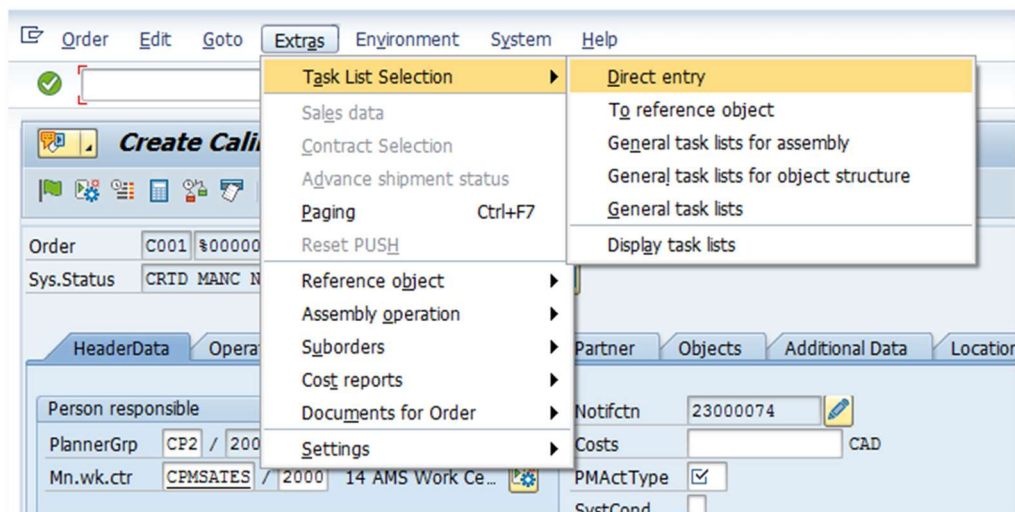 Order Edit Goto Extras Environment System Help
Task List Selection
Direct entry
Sales data
To reference object
Contract Selection
General task lists for assembly
Create Cali
Advance shipment status
General task lists for object structure
Paging Ctrl+F7
General task lists
Order C001 %00000
Reset PUSH
Display task lists
Sys.Status CRTD MANC N
Reference object
Assembly operation
HeaderData Opera
Suborders
Partner Objects Additional Data Location
Cost reports
Person responsible
Documents for Order
Notifctn 23000074
PlannerGrp CP2 / 200
Settings
Costs CAD
Mn.wk.ctr CPMSATES / 2000 14 AMS Work Ce...
PMActType
SystCond